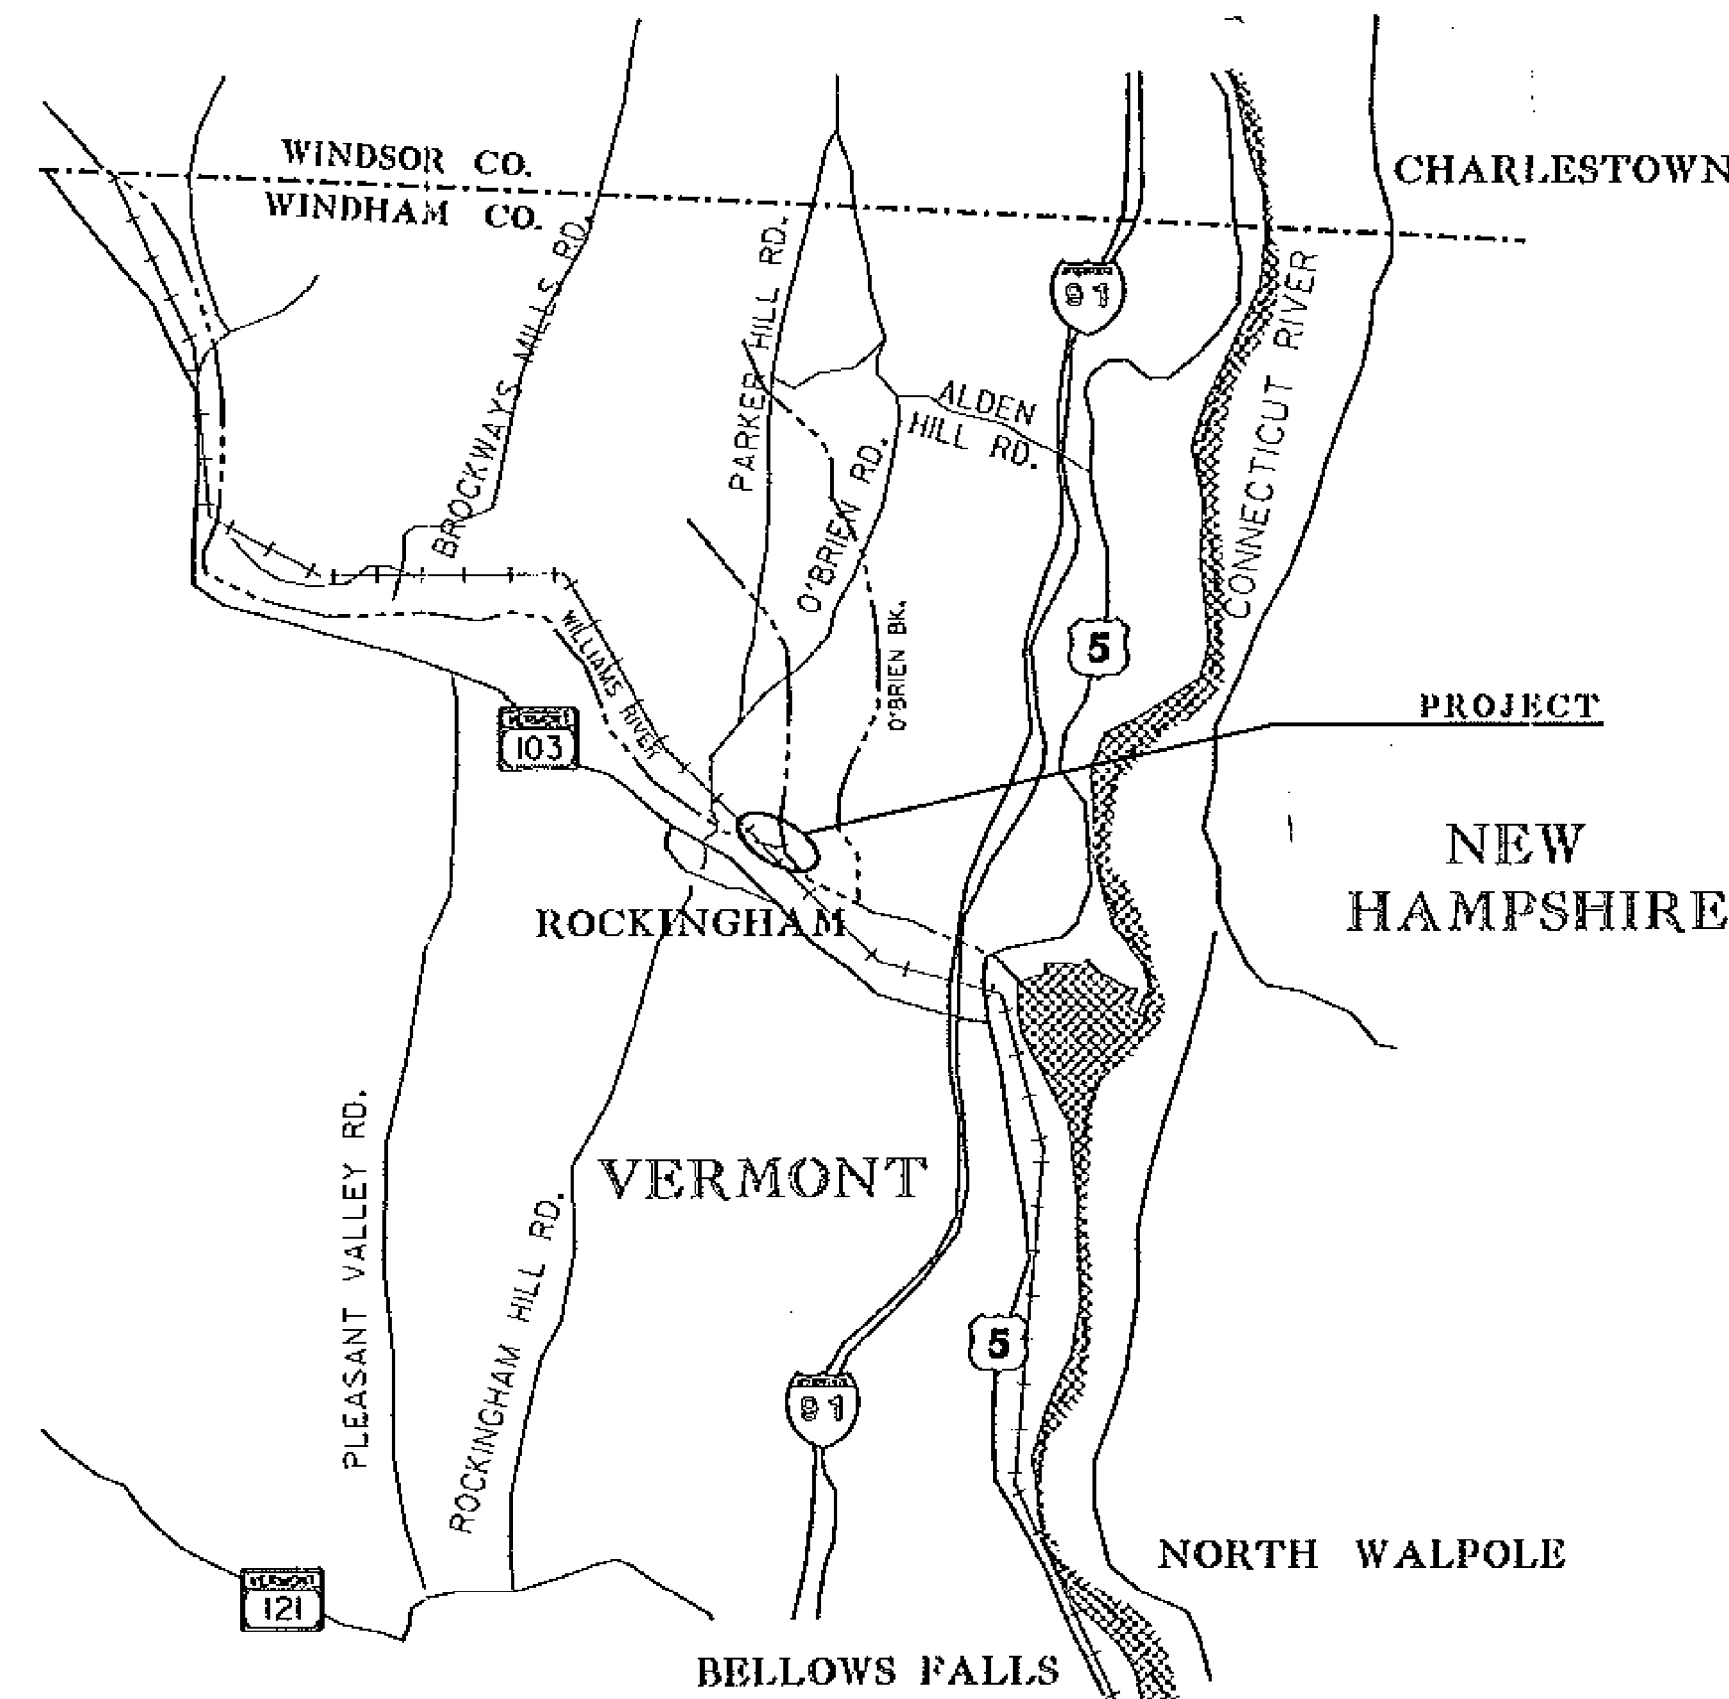 WINDSOR CO.
WINDHAM CO.
CHARLESTOWN
BROCKWAYS MILLS RD.
PARKER HILL RD.
91
CONNECTICUT RIVER
ALDEN
HILL RD.
O'BRIEN RD.
O'BRIEN BK.
WILLIAMS RIVER
5
PROJECT
VERMONT
103
NEW
HAMPSHIRE
ROCKINGHAM
PLEASANT VALLEY RD.
VERMONT
ROCKINGHAM HILL RD.
5
91
NORTH WALPOLE
VERMONT
121
BELLOWS FALLS